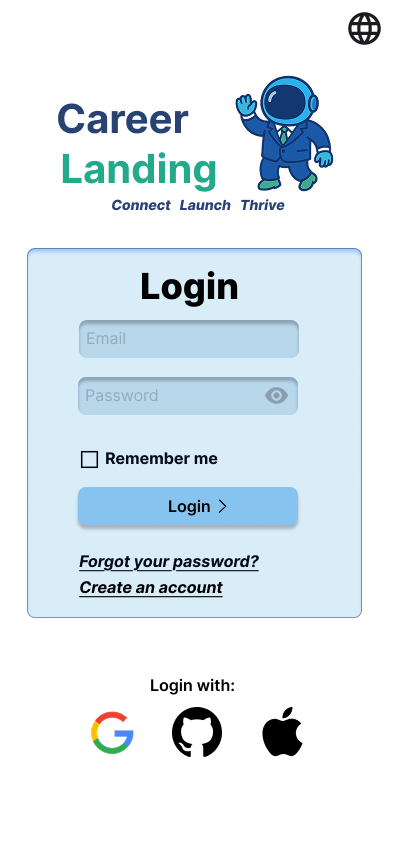 Career
Landing
Connect Launch Thrive
Login
Email
Password
Remember me
Login
Forgot your password?
Create an account
Login with: